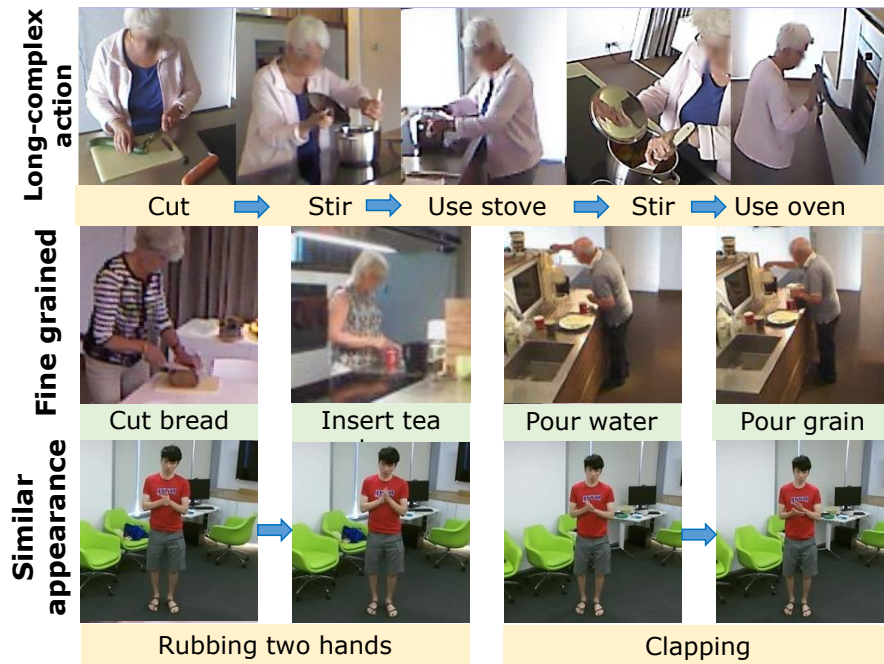 Long-complex
action
Cut
Stir
Use stove
Stir
Use oven
Fine grained
Cut bread
Insert tea
Pour water
Pour grain
Similar
appearance
Rubbing two hands
Clapping